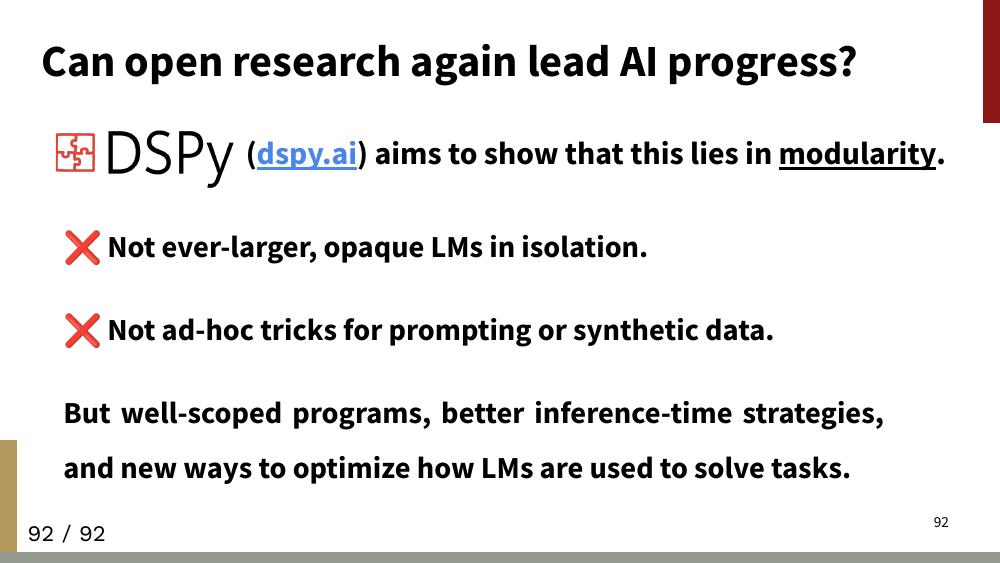 Can open research again lead AI progress?
DSPy (dspy.ai) aims to show that this lies in modularity.
❌ Not ever-larger, opaque LMs in isolation.
❌ Not ad-hoc tricks for prompting or synthetic data.
But well-scoped programs, better inference-time strategies,
and new ways to optimize how LMs are used to solve tasks.
92
92 / 92